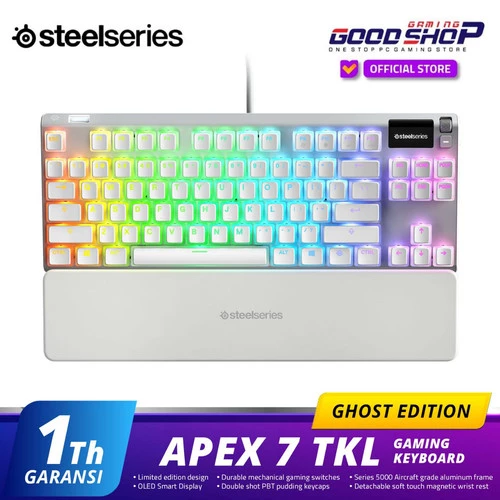 steelseries
GAMING
GOODSHOP
ONE STOP PC GAMING STORE
OFFICIAL STORE
steelseries
ALT
steelseries
GHOST EDITION
1Th
GARANSI
APEX 7 TKL
GAMING
KEYBOARD
• Limited edition design
• OLED Smart Display
• Durable mechanical gaming switches
• Double shot PBT pudding keycaps
• Series 5000 Aircraft grade aluminum frame
• Detachable soft touch magnetic wrist rest